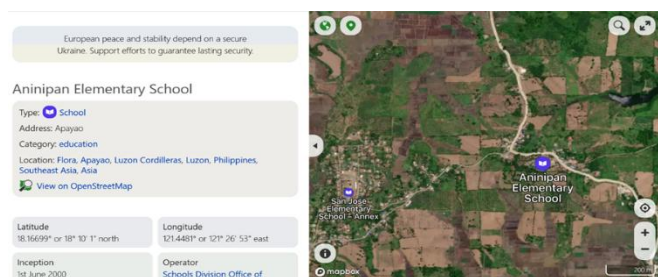 European peace and stability depend on a secure
Ukraine. Support efforts to guarantee lasting security.
Aninipan Elementary School
Type: School
Address: Apayao
Category: education
Location: Flora, Apayao, Luzon Cordilleras, Luzon, Philippines,
Southeast Asia, Asia
View on OpenStreetMap
Latitude
18.16699° or 18° 10' 1" north
Longitude
121.4481° or 121° 26' 53" east
Inception
1st June 2000
Operator
Schools Division Office of
Aninipan
Elementary
School
San Jose
Elementary
School - Annex
mapbox
200 m